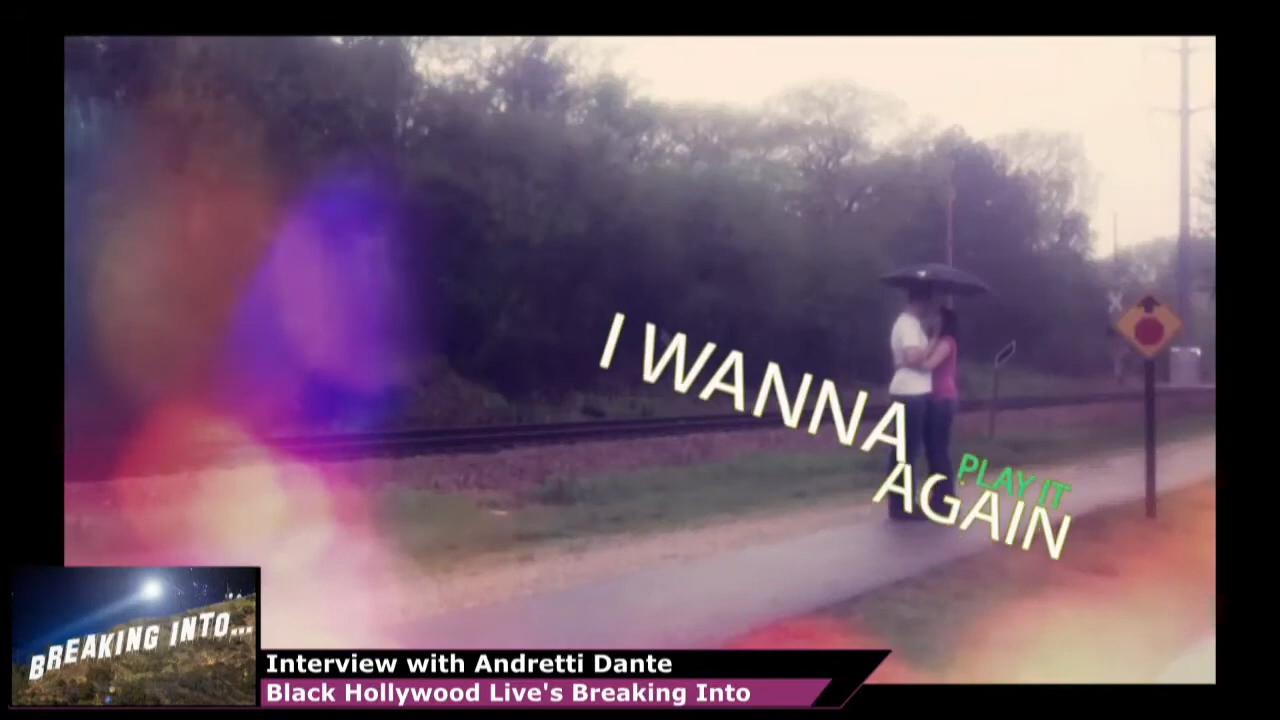 I WANNA
PLAY IT
AGAIN
BREAKING INTO...
Interview with Andretti Dante
Black Hollywood Live's Breaking Into